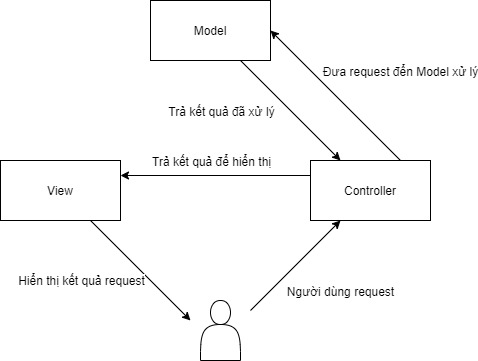 Model
Đưa request đến Model xử lý
Trả kết quả đã xử lý
Trả kết quả để hiển thị
View
Controller
Hiển thị kết quả request
Người dùng request